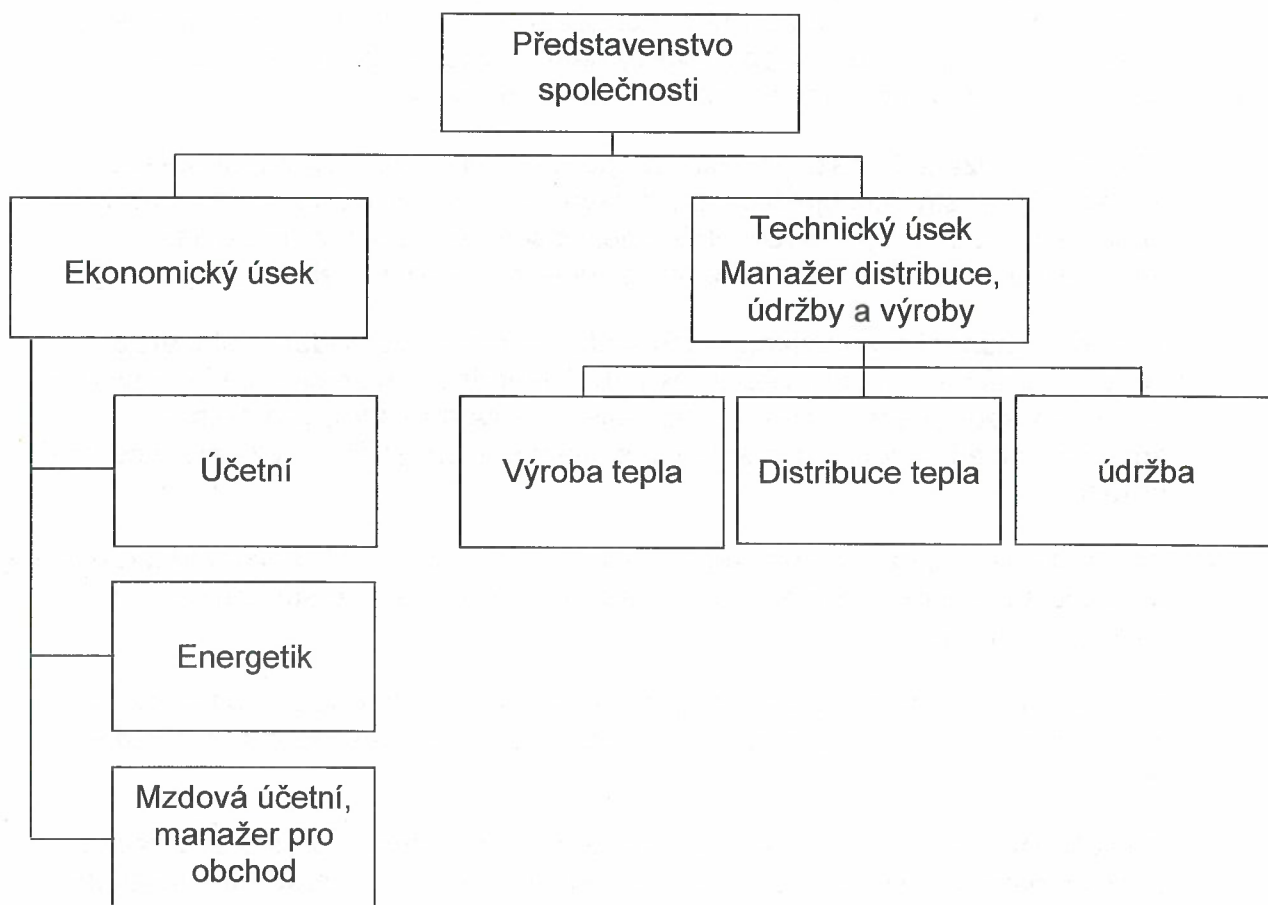 Představenstvo
společnosti
Ekonomický úsek
Technický úsek
Manažer distribuce,
údržby a výroby
Účetní
Výroba tepla
Distribuce tepla
údržba
Energetik
Mzdová účetní,
manažer pro
obchod